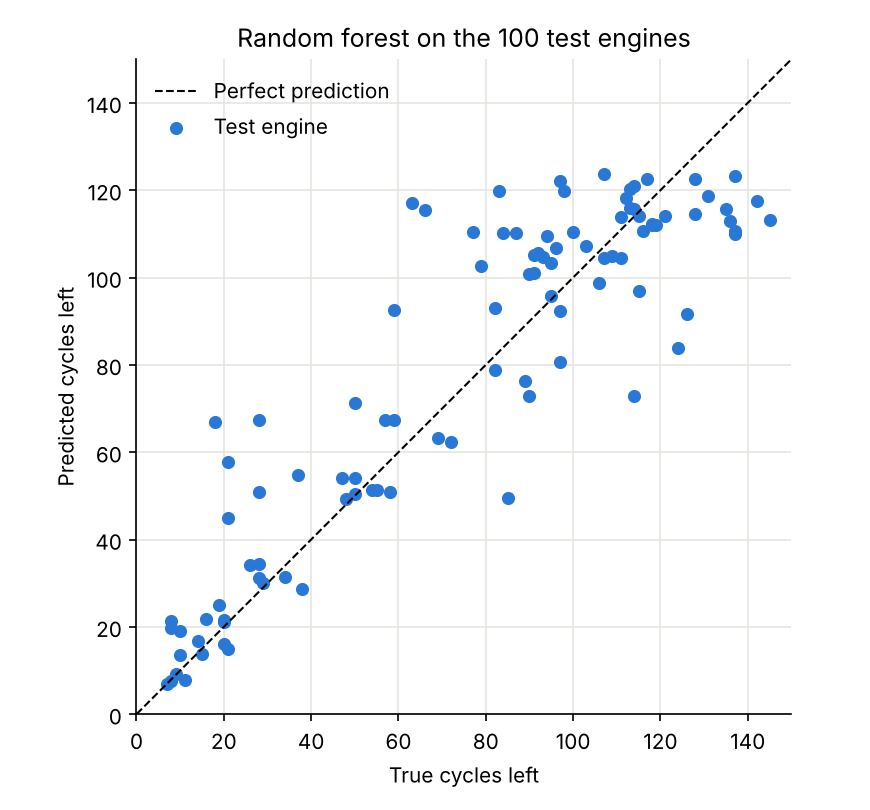 Random forest on the 100 test engines
Perfect prediction
Test engine
Predicted cycles left
140
120
100
80
60
40
20
0
0 20 40 60 80 100 120 140
True cycles left